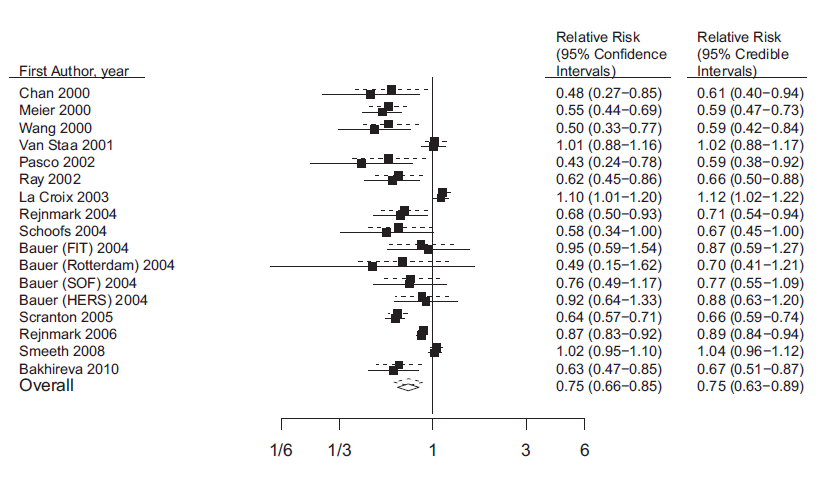 Relative Risk Relative Risk
(95% Confidence (95% Credible
First Author, year Intervals) Intervals)
Chan 2000 0.48 (0.27−0.85) 0.61 (0.40−0.94)
Meier 2000 0.55 (0.44−0.69) 0.59 (0.47−0.73)
Wang 2000 0.50 (0.33−0.77) 0.59 (0.42−0.84)
Van Staa 2001 1.01 (0.88−1.16) 1.02 (0.88−1.17)
Pasco 2002 0.43 (0.24−0.78) 0.59 (0.38−0.92)
Ray 2002 0.62 (0.45−0.86) 0.66 (0.50−0.88)
La Croix 2003 1.10 (1.01−1.20) 1.12 (1.02−1.22)
Rejnmark 2004 0.68 (0.50−0.93) 0.71 (0.54−0.94)
Schoofs 2004 0.58 (0.34−1.00) 0.67 (0.45−1.00)
Bauer (FIT) 2004 0.95 (0.59−1.54) 0.87 (0.59−1.27)
Bauer (Rotterdam) 2004 0.49 (0.15−1.62) 0.70 (0.41−1.21)
Bauer (SOF) 2004 0.76 (0.49−1.17) 0.77 (0.55−1.09)
Bauer (HERS) 2004 0.92 (0.64−1.33) 0.88 (0.63−1.20)
Scranton 2005 0.64 (0.57−0.71) 0.66 (0.59−0.74)
Rejnmark 2006 0.87 (0.83−0.92) 0.89 (0.84−0.94)
Smeeth 2008 1.02 (0.95−1.10) 1.04 (0.96−1.12)
Bakhireva 2010 0.63 (0.47−0.85) 0.67 (0.51−0.87)
Overall 0.75 (0.66−0.85) 0.75 (0.63−0.89)
1/6 1/3 1 3 6